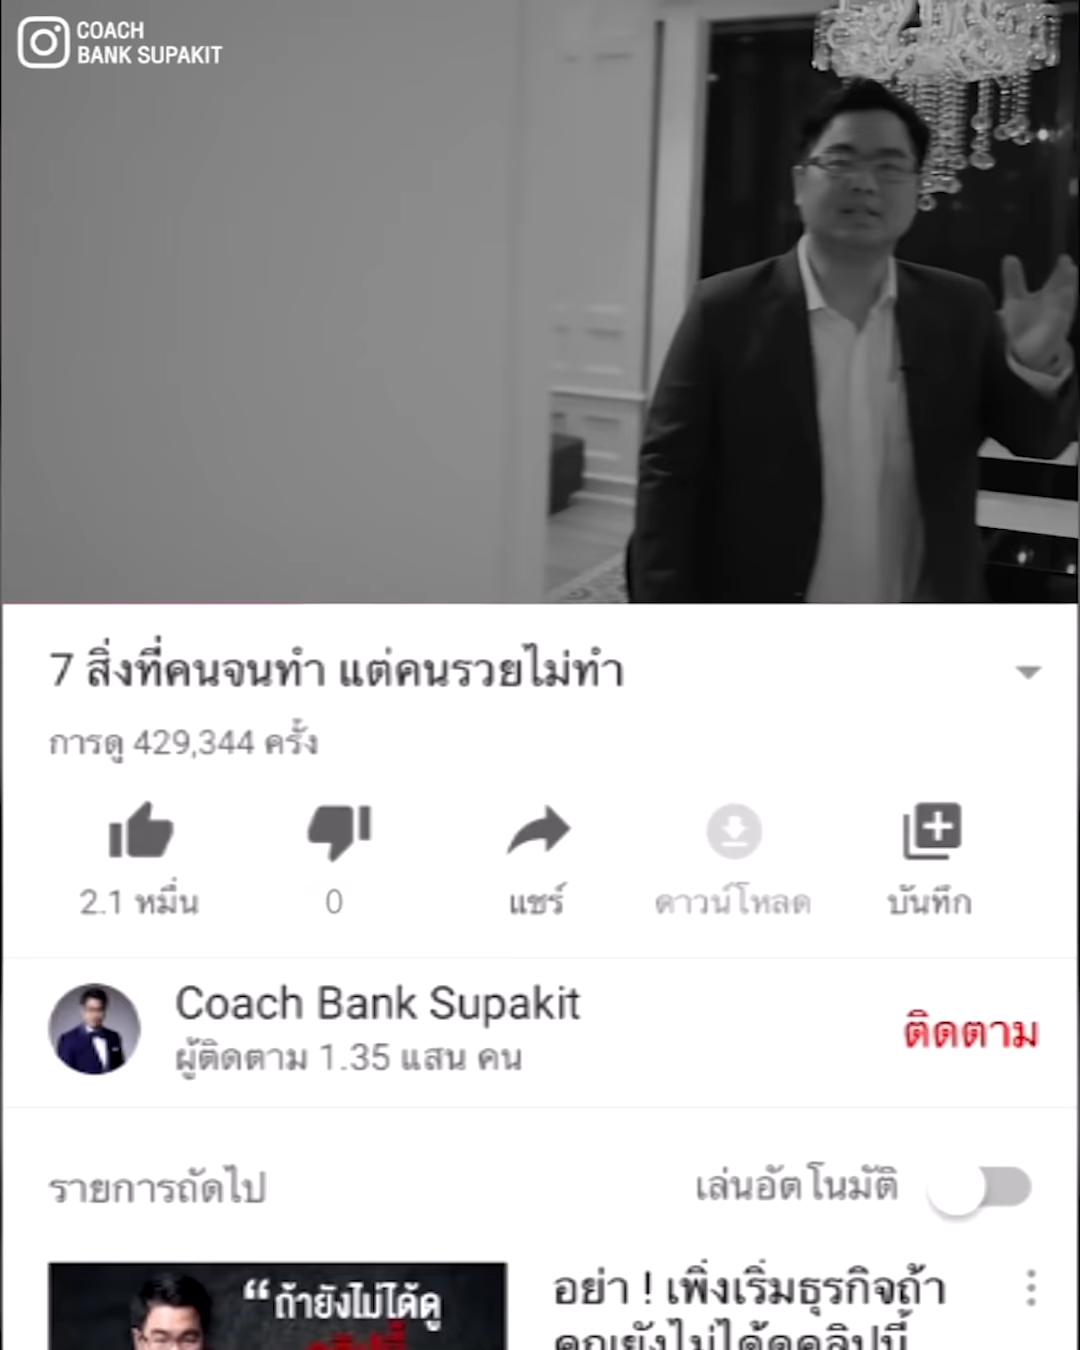 COACH
BANK SUPAKIT
7 สิ่งที่คนจนทำ แต่คนรวยไม่ทำ
การดู 429,344 ครั้ง
2.1 หมื่น
0
แชร์
ดาวน์โหลด
บันทึก
Coach Bank Supakit
ผู้ติดตาม 1.35 แสน คน
ติดตาม
รายการถัดไป
เล่นอัตโนมัติ
“ถ้ายังไม่ได้ดู
อย่า ! เพิ่งเริ่มธุรกิจถ้า
คุณยังไม่ได้ดูคลิปนี้